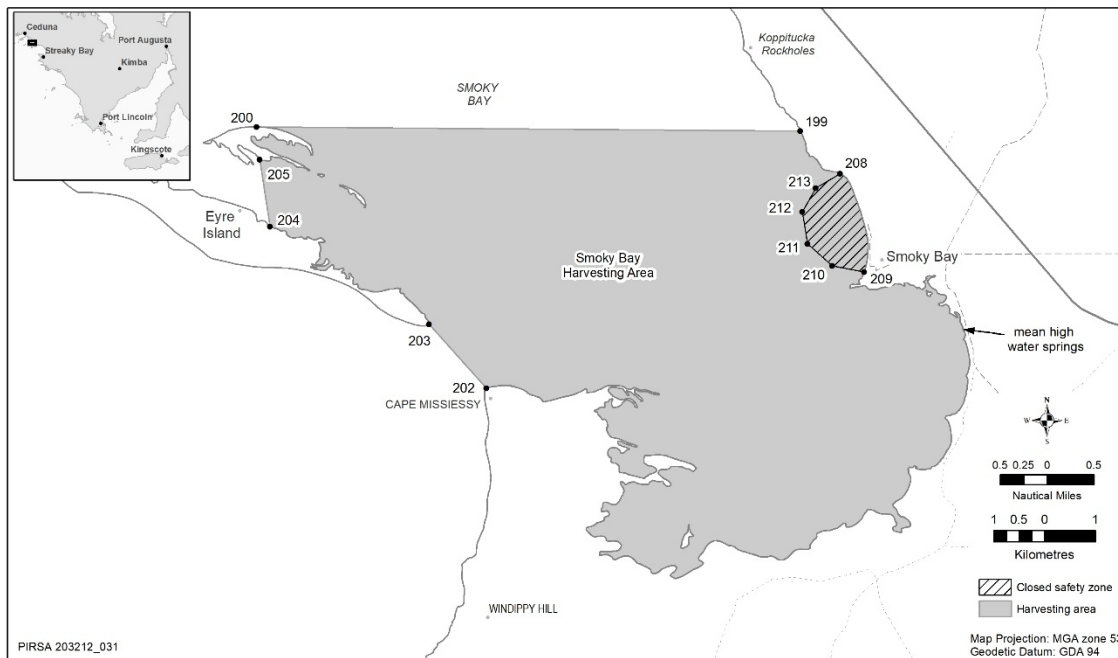 Ceduna
Port Augusta
Streaky Bay
Kimba
Port Lincoln
Kingscote
Koppitucka
Rockholes
SMOKY
BAY
200
199
208
205
213
212
204
Eyre
Island
211
Smoky Bay
Harvesting Area
Smoky Bay
210
209
203
mean high
water springs
202
CAPE MISSIESSY
N
W
E
S
0.5 0.25 0 0.5
Nautical Miles
1 0.5 0 1
Kilometres
Closed safety zone
Harvesting area
WINDIPPY HILL
PIRSA 203212_031
Map Projection: MGA zone 53
Geodetic Datum: GDA 94